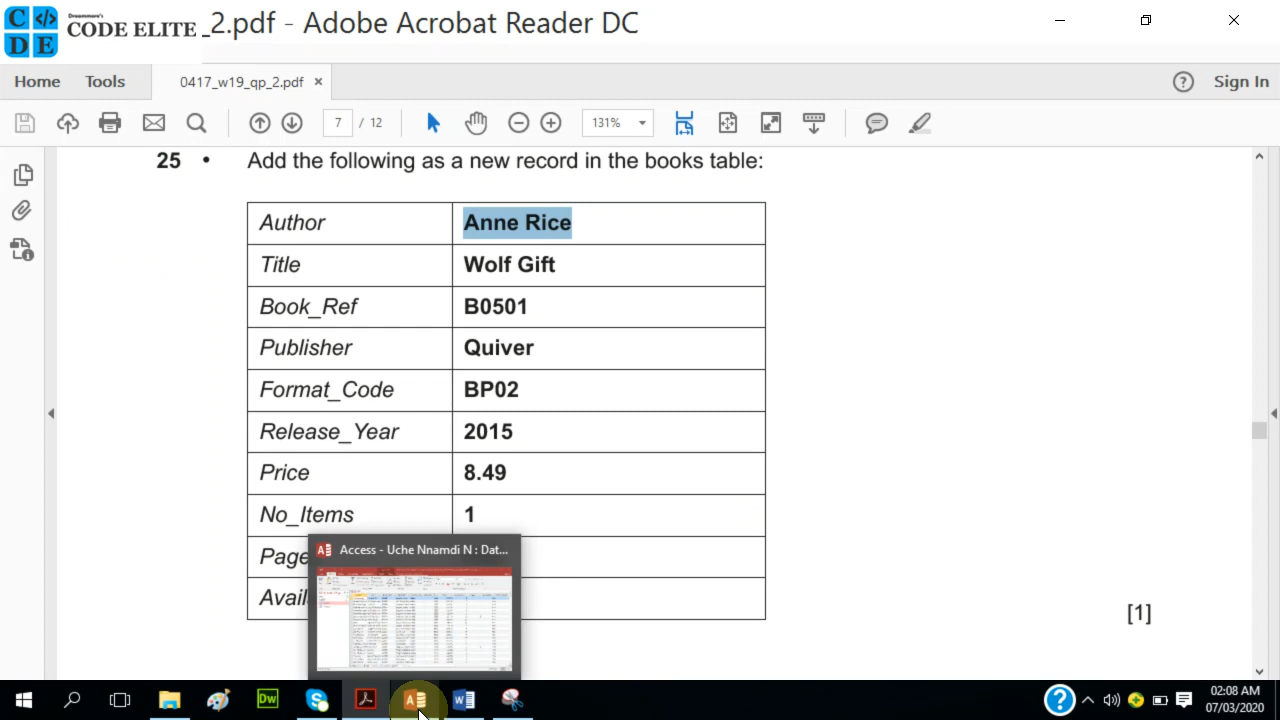 Dreammore's
CODE ELITE
C </>
D E
_2.pdf - Adobe Acrobat Reader DC
Home Tools 0417_w19_qp_2.pdf × ? Sign In
7 / 12 131%
25 • Add the following as a new record in the books table:
Author Anne Rice
Title Wolf Gift
Book_Ref B0501
Publisher Quiver
Format_Code BP02
Release_Year 2015
Price 8.49
No_Items 1
Page
Avail
[1]
A Access - Uche Nnamdi N : Dat...
Dw S A W ? 02:08 AM
07/03/2020